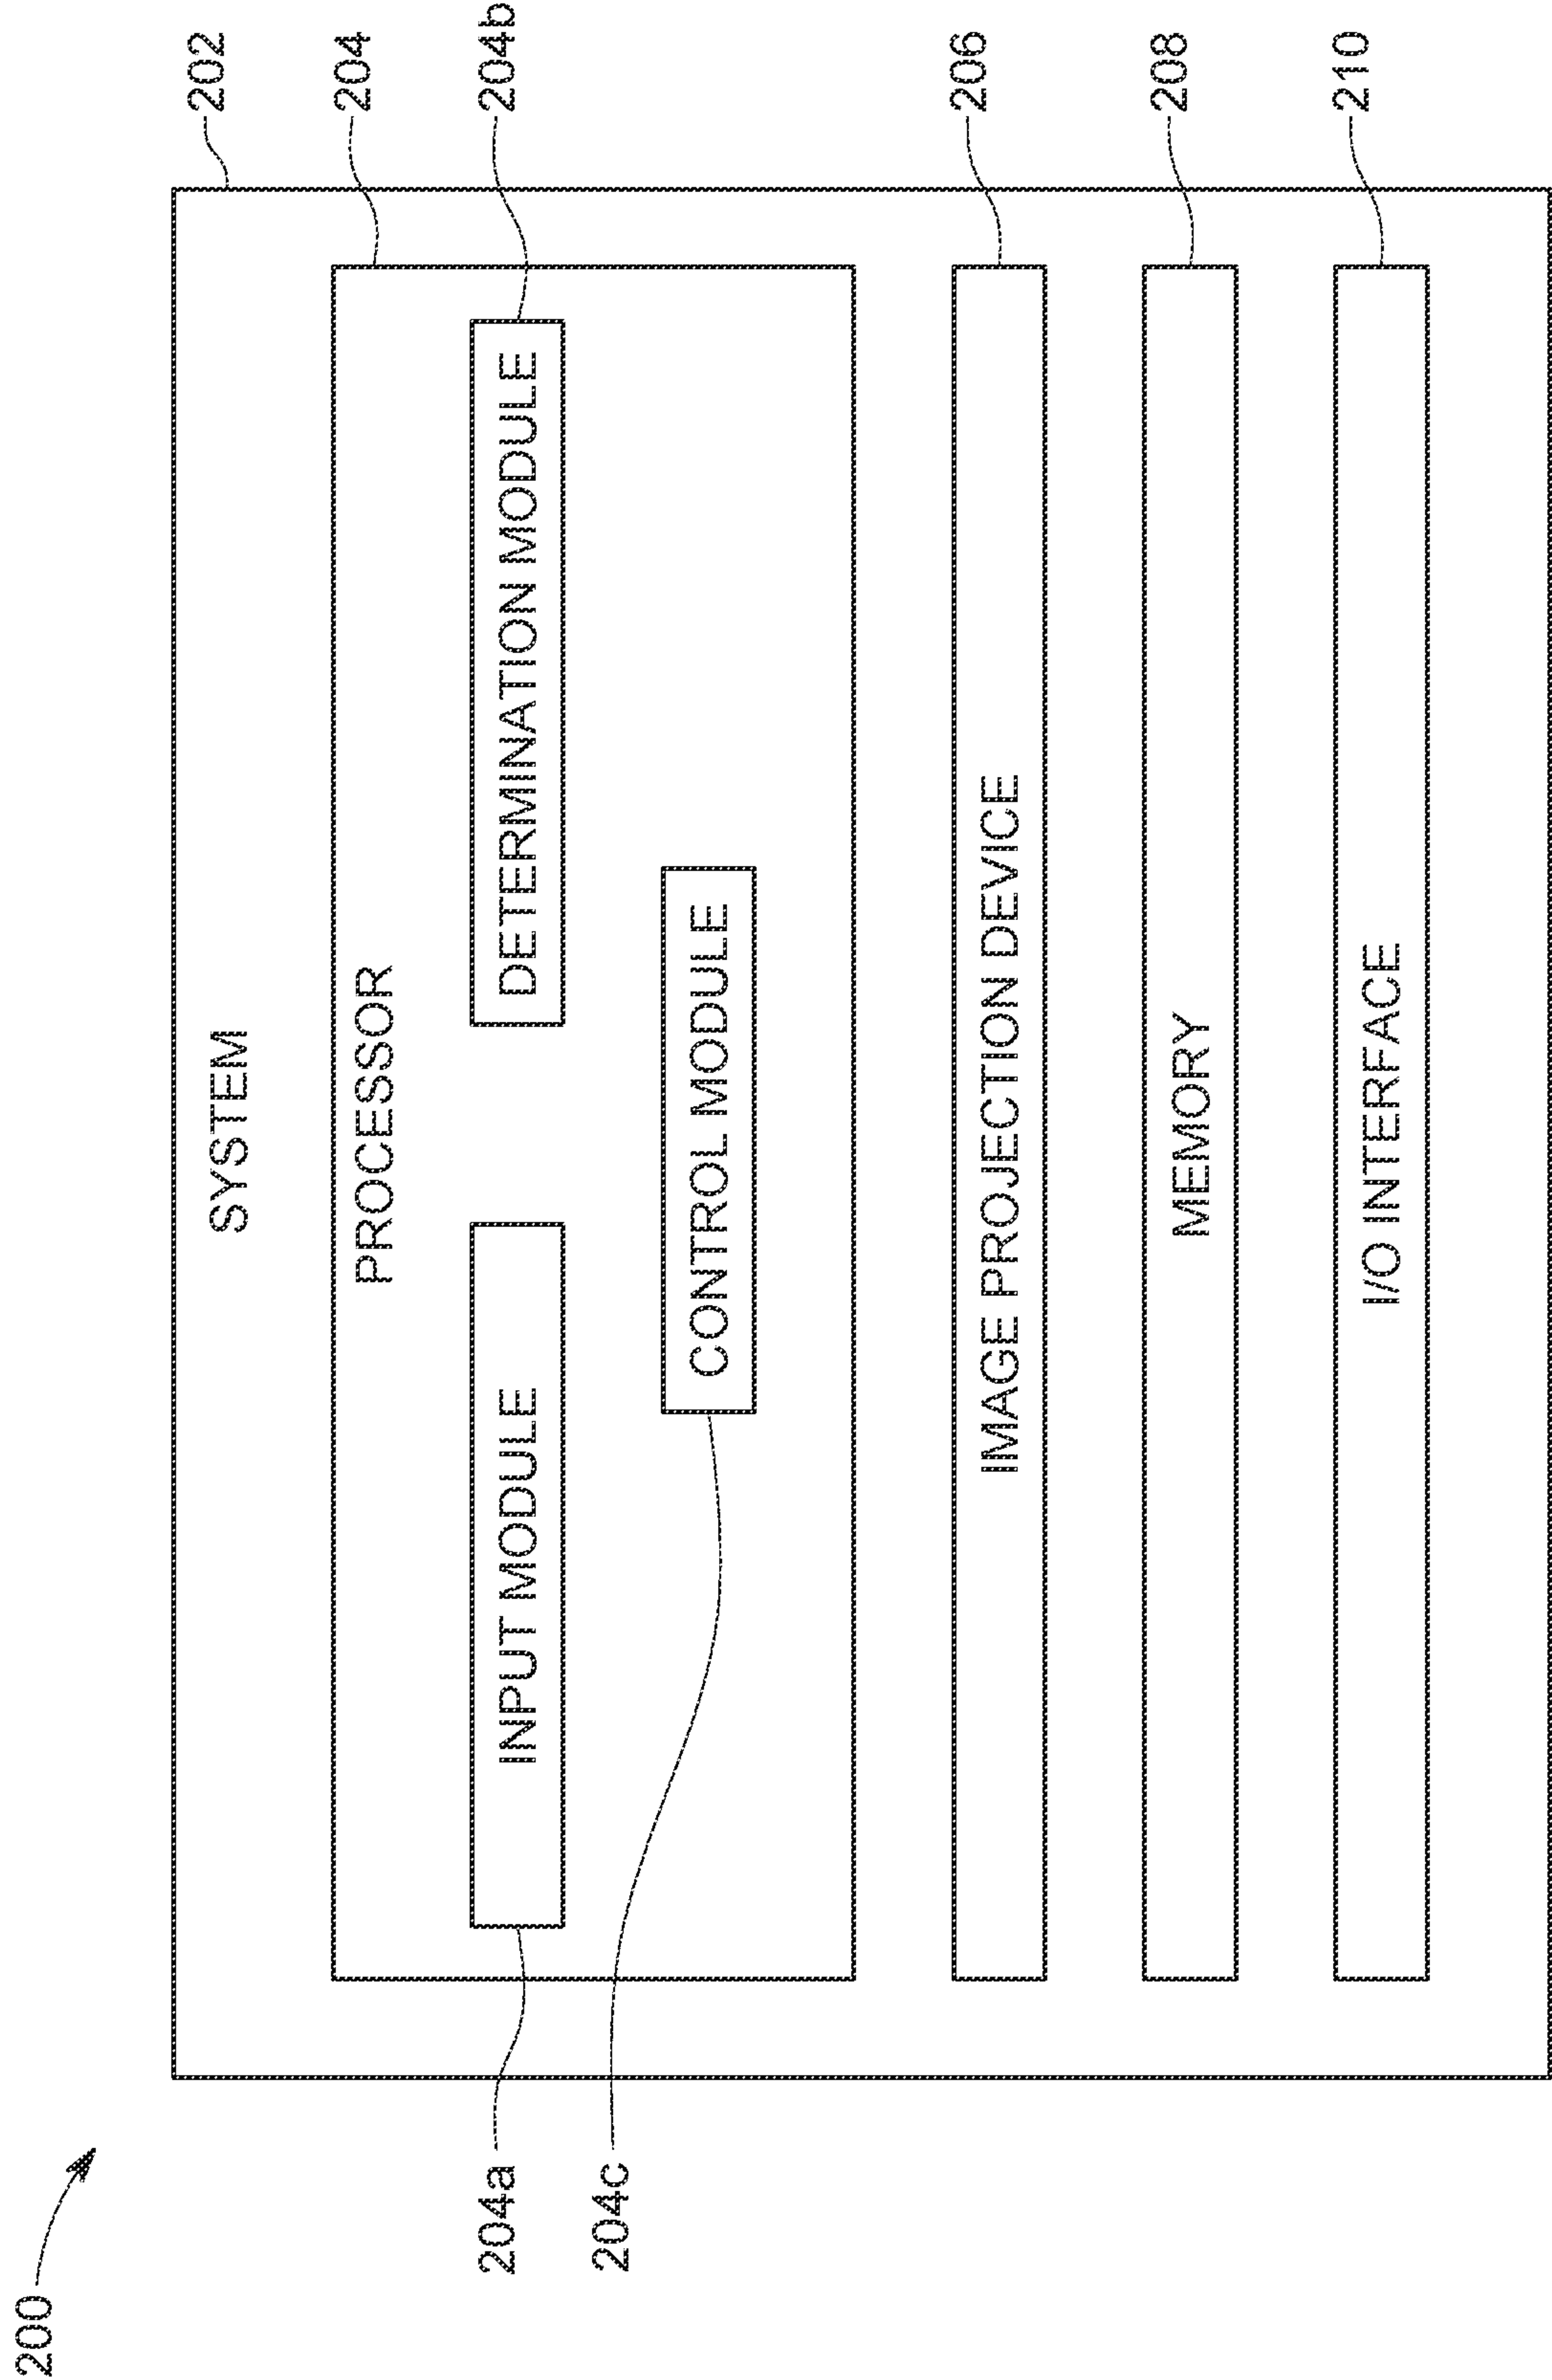 200
SYSTEM
202
PROCESSOR
204
204a
INPUT MODULE
DETERMINATION MODULE
204b
204c
CONTROL MODULE
IMAGE PROJECTION DEVICE
206
MEMORY
208
I/O INTERFACE
210